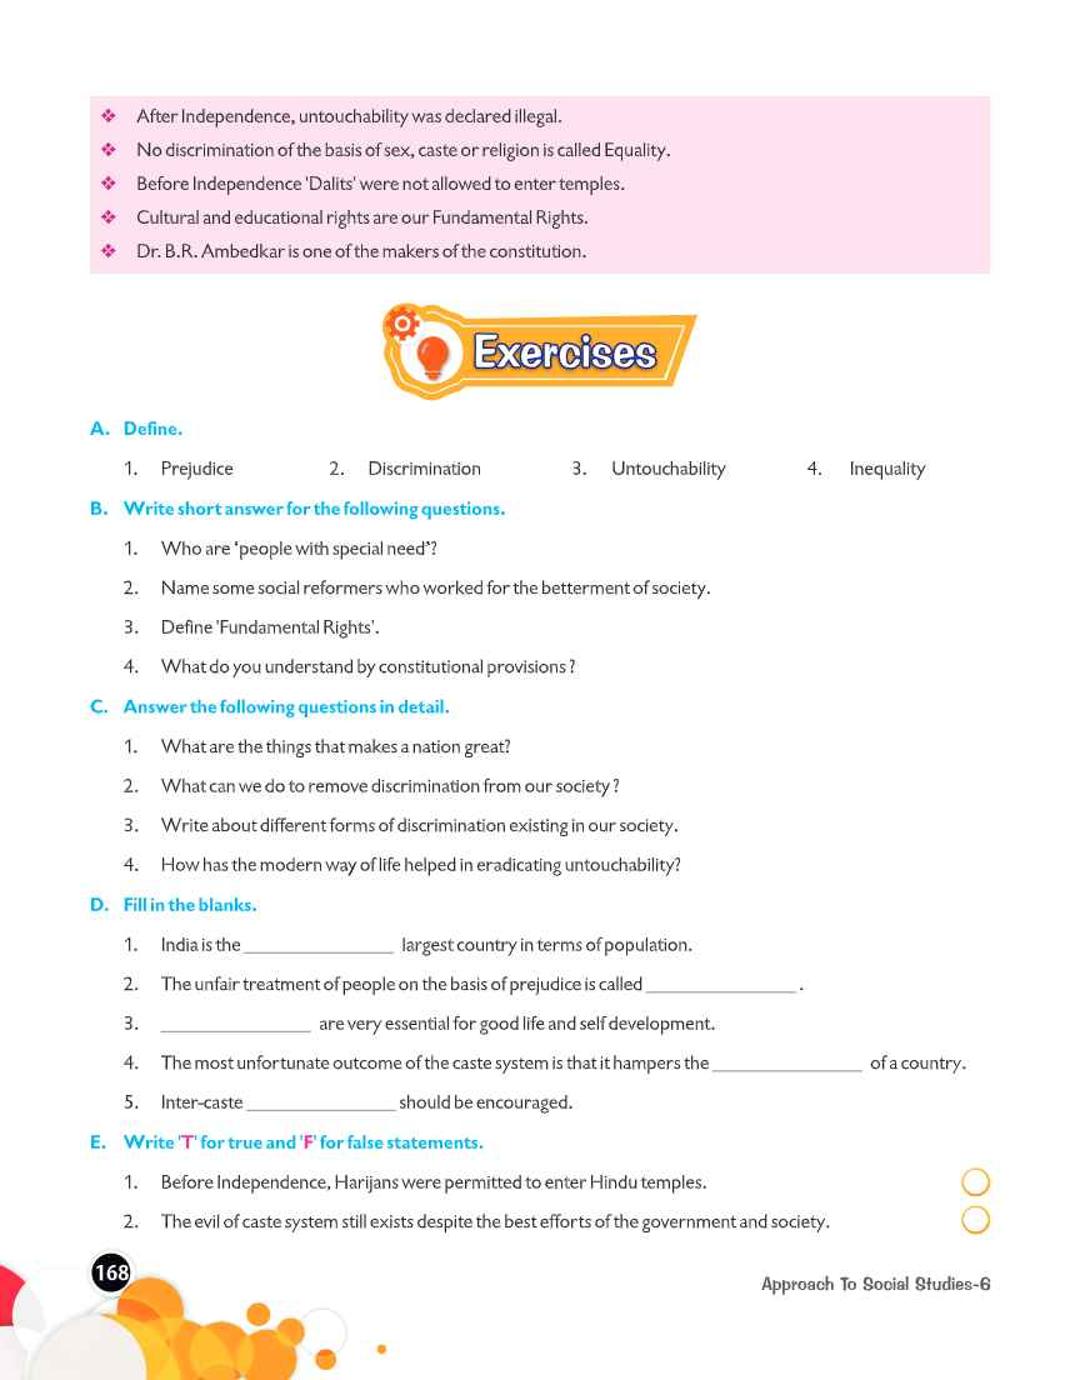 ❖ After Independence, untouchability was declared illegal.
❖ No discrimination of the basis of sex, caste or religion is called Equality.
❖ Before Independence 'Dalits' were not allowed to enter temples.
❖ Cultural and educational rights are our Fundamental Rights.
❖ Dr. B.R. Ambedkar is one of the makers of the constitution.
Exercises
A. Define.
1. Prejudice 2. Discrimination 3. Untouchability 4. Inequality
B. Write short answer for the following questions.
1. Who are ‘people with special need’?
2. Name some social reformers who worked for the betterment of society.
3. Define 'Fundamental Rights'.
4. What do you understand by constitutional provisions?
C. Answer the following questions in detail.
1. What are the things that makes a nation great?
2. What can we do to remove discrimination from our society?
3. Write about different forms of discrimination existing in our society.
4. How has the modern way of life helped in eradicating untouchability?
D. Fill in the blanks.
1. India is the _______________ largest country in terms of population.
2. The unfair treatment of people on the basis of prejudice is called _______________.
3. _______________ are very essential for good life and self development.
4. The most unfortunate outcome of the caste system is that it hampers the _______________ of a country.
5. Inter-caste _______________ should be encouraged.
E. Write 'T' for true and 'F' for false statements.
1. Before Independence, Harijans were permitted to enter Hindu temples.
2. The evil of caste system still exists despite the best efforts of the government and society.
168
Approach To Social Studies-6